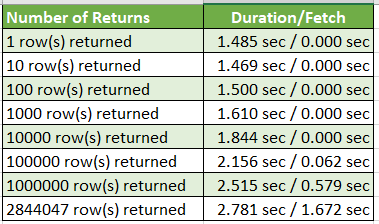 Number of Returns Duration/Fetch
1 row(s) returned 1.485 sec / 0.000 sec
10 row(s) returned 1.469 sec / 0.000 sec
100 row(s) returned 1.500 sec / 0.000 sec
1000 row(s) returned 1.610 sec / 0.000 sec
10000 row(s) returned 1.844 sec / 0.000 sec
100000 row(s) returned 2.156 sec / 0.062 sec
1000000 row(s) returned 2.515 sec / 0.579 sec
2844047 row(s) returned 2.781 sec / 1.672 sec